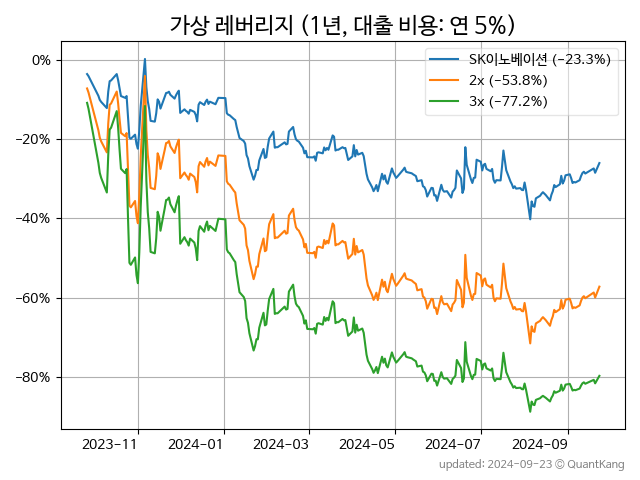 가상 레버리지 (1년, 대출 비용: 연 5%)
SK이노베이션 (−23.3%)
2x (−53.8%)
3x (−77.2%)
0%
−20%
−40%
−60%
−80%
2023−11 2024−01 2024−03 2024−05 2024−07 2024−09
updated: 2024-09-23 © QuantKang